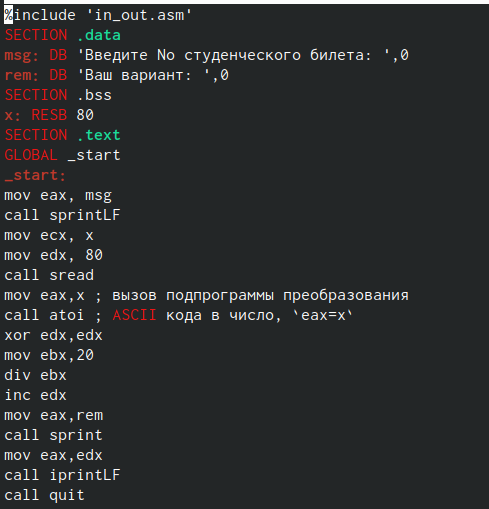 %include 'in_out.asm'
SECTION .data
msg: DB 'Введите No студенческого билета: ',0
rem: DB 'Ваш вариант: ',0
SECTION .bss
x: RESB 80
SECTION .text
GLOBAL _start
_start:
mov eax, msg
call sprintLF
mov ecx, x
mov edx, 80
call sread
mov eax,x ; вызов подпрограммы преобразования
call atoi ; ASCII кода в число, `eax=x`
xor edx,edx
mov ebx,20
div ebx
inc edx
mov eax,rem
call sprint
mov eax,edx
call iprintLF
call quit